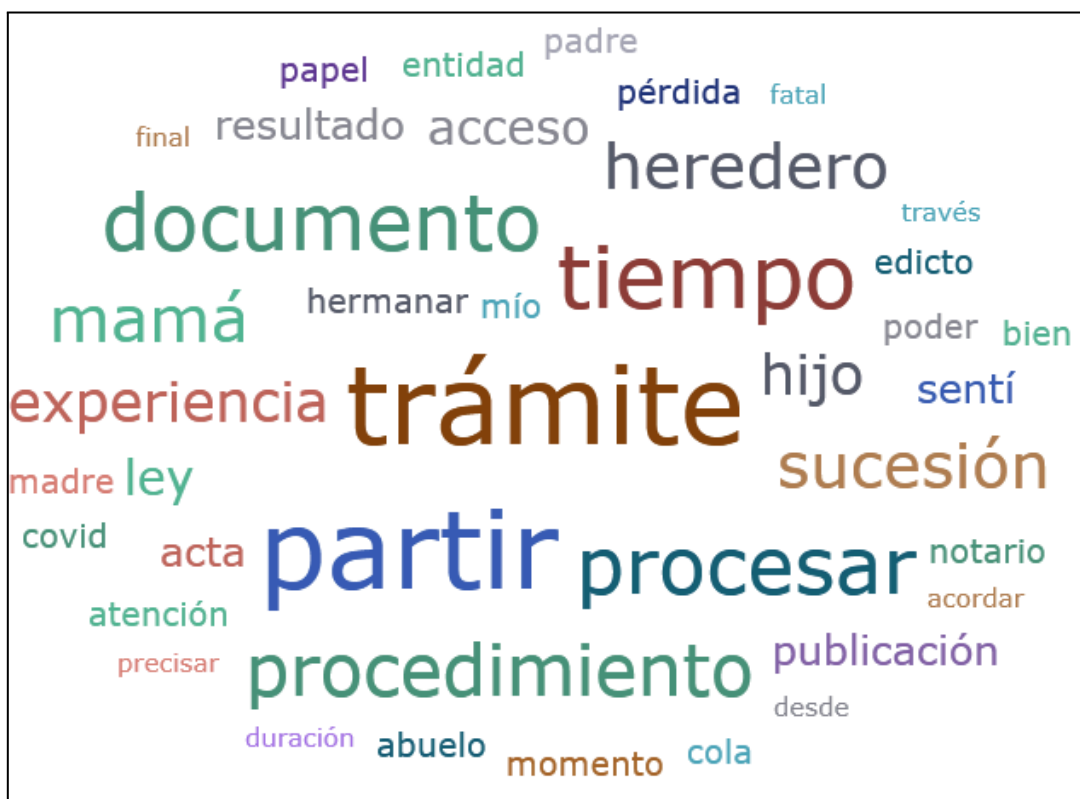 padre
papel entidad
pérdida fatal
final resultado acceso
heredero
documento través
tiempo edicto
mamá hermanar mío
poder bien
experiencia trámite hijo sentí
madre ley sucesión
covid acta partir procesar notario
acordar
atención
precisar procedimiento publicación
desde
duración abuelo momento cola